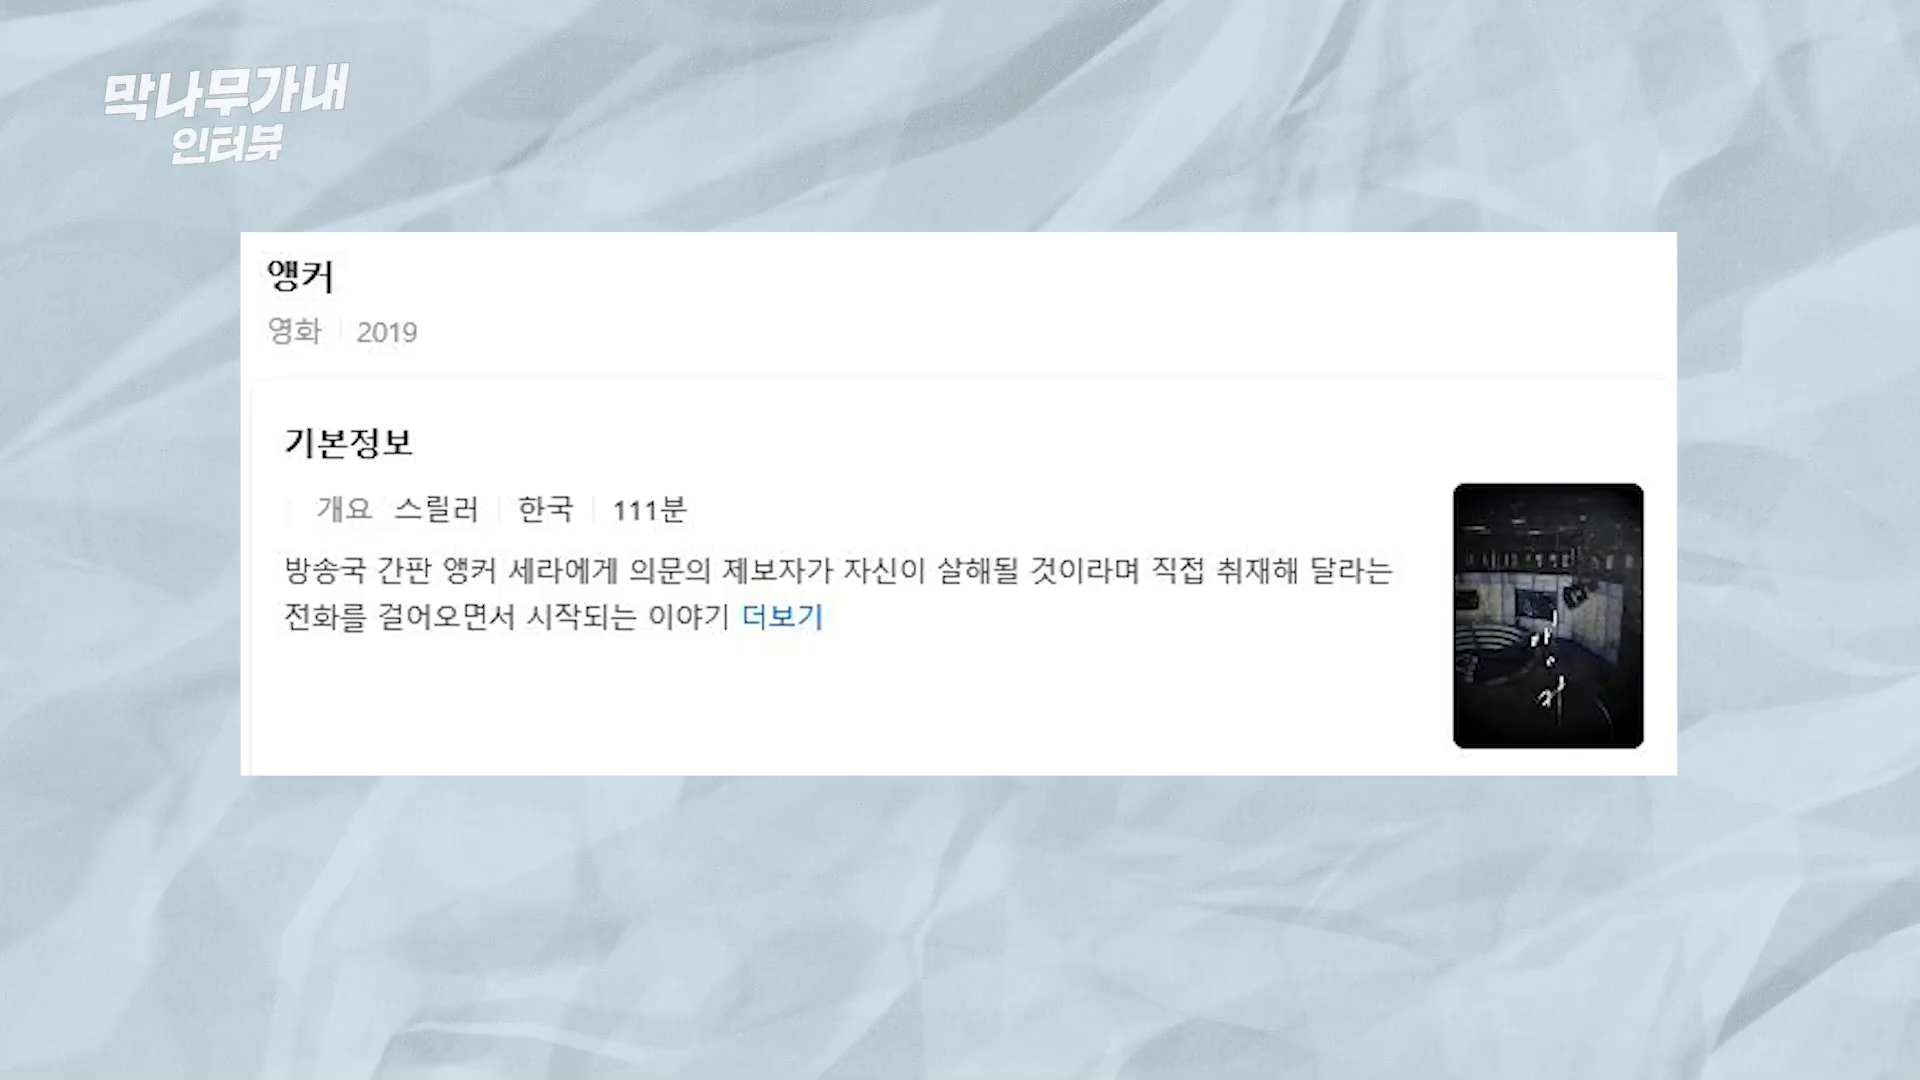 막나무가내
인터뷰
앵커
영화 2019
기본정보
개요 스릴러 한국 111분
방송국 간판 앵커 세라에게 의문의 제보자가 자신이 살해될 것이라며 직접 취재해 달라는
전화를 걸어오면서 시작되는 이야기 더보기
앵커